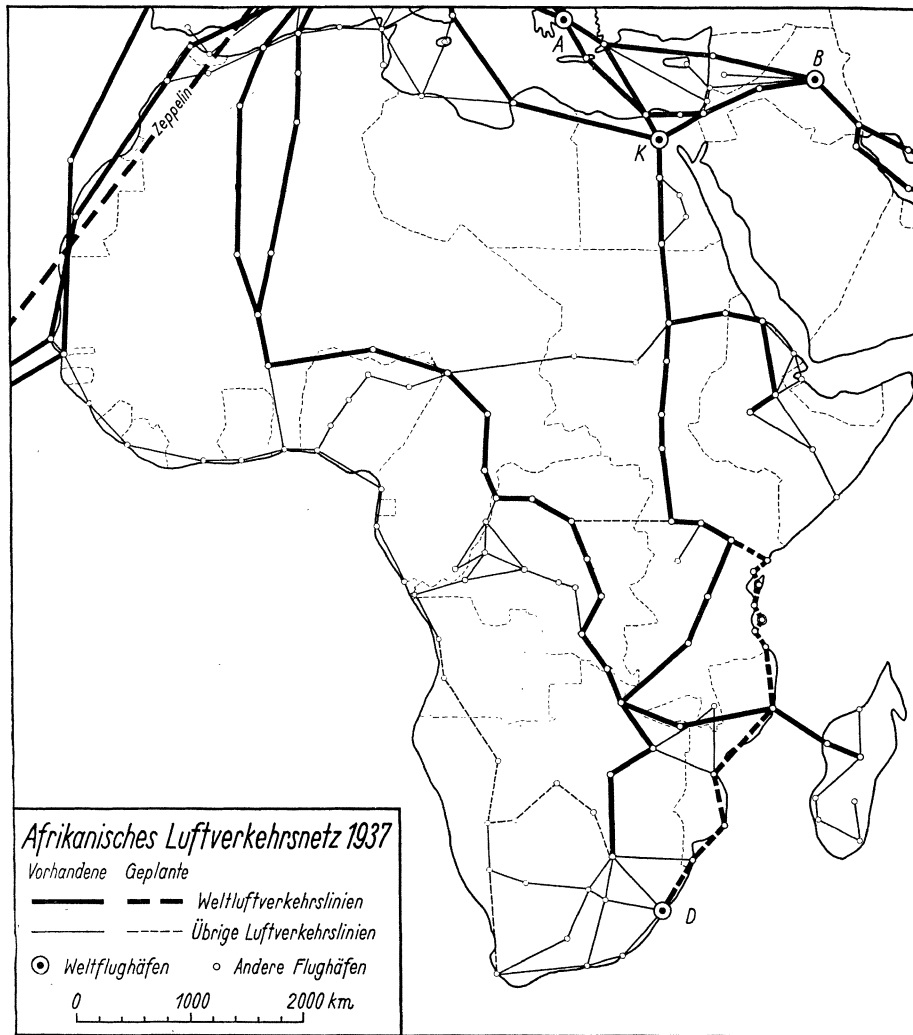 A
B
Zeppelin
K
D
Afrikanisches Luftverkehrsnetz 1937
Vorhandene Geplante
Weltluftverkehrslinien
Übrige Luftverkehrslinien
Weltflughäfen Andere Flughäfen
0 1000 2000 km